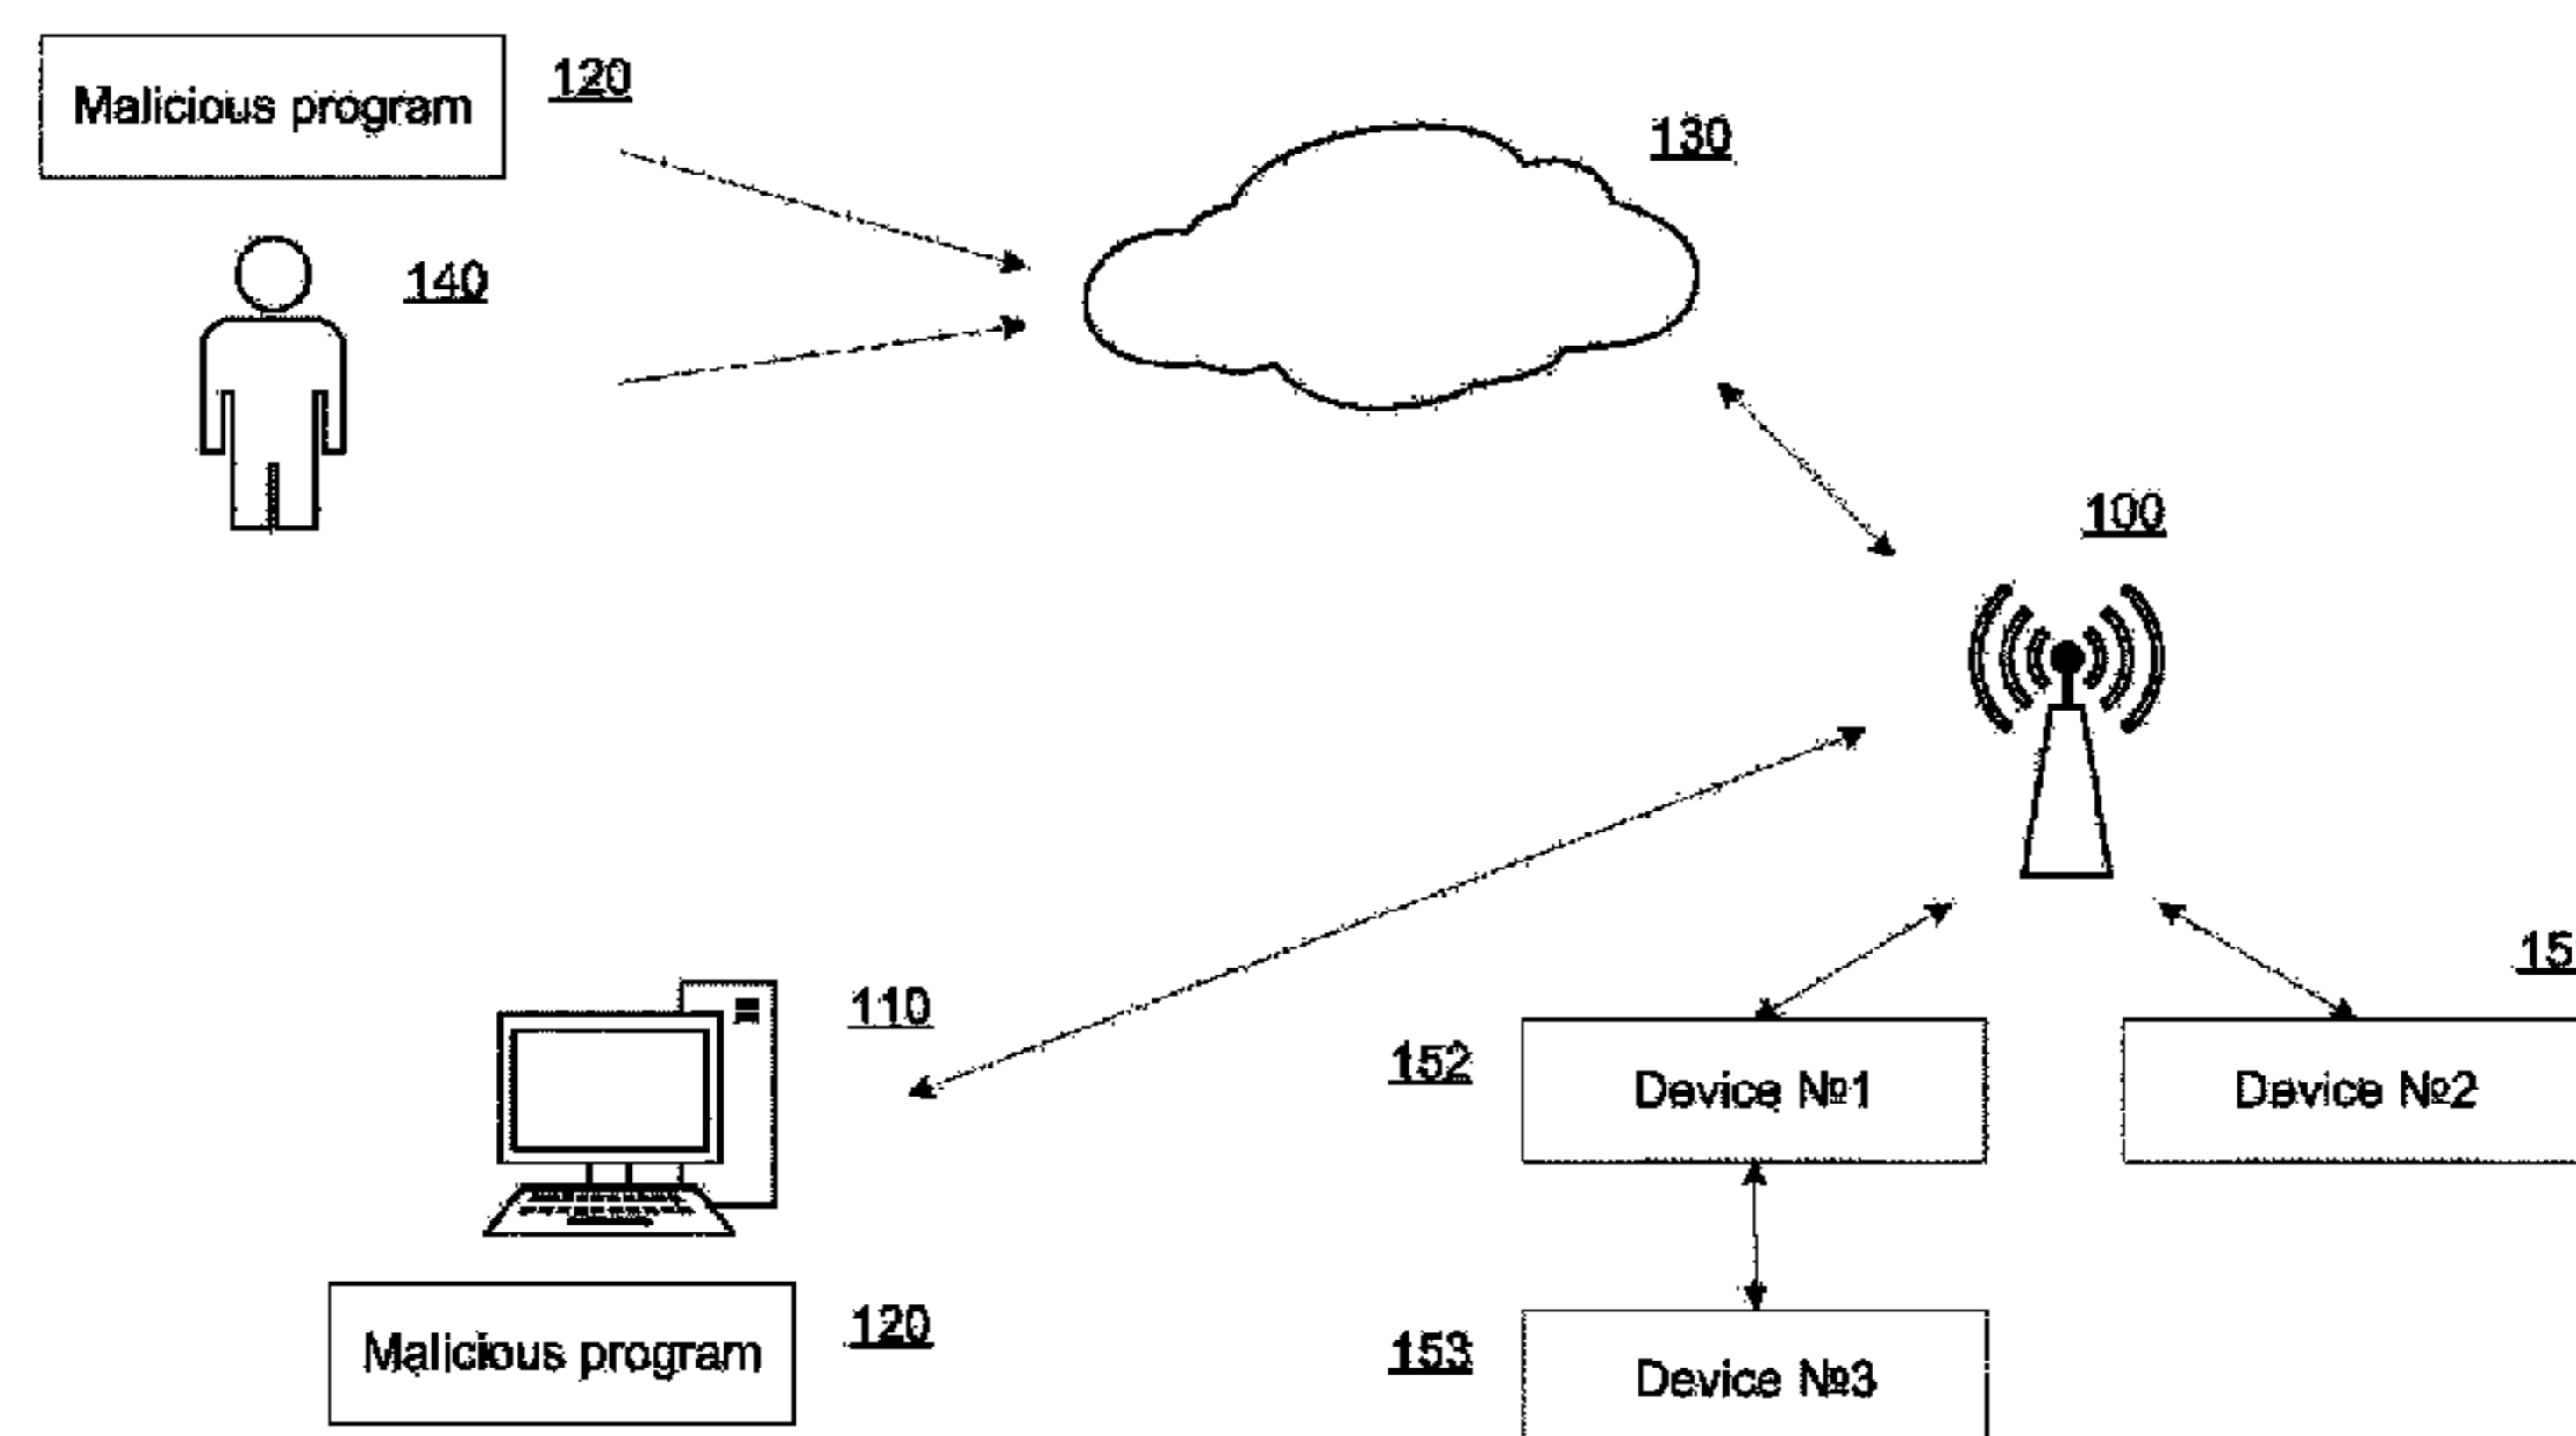 Malicious program
120
130
140
100
110
15
152
Device №1
Device №2
120
Malicious program
153
Device №3